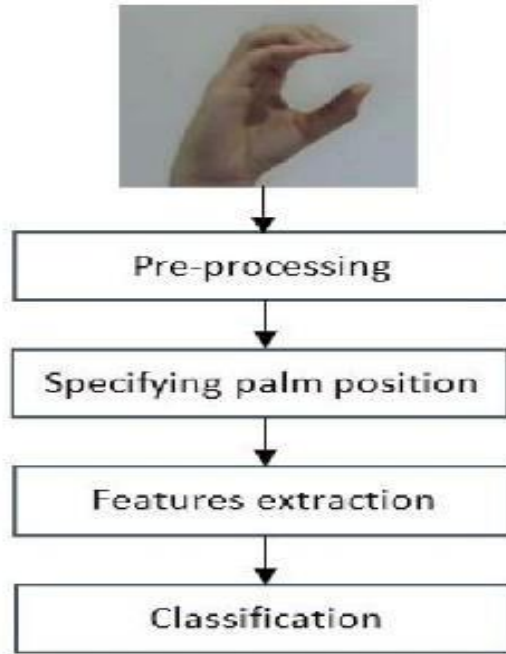 Pre-processing
Specifying palm position
Features extraction
Classification